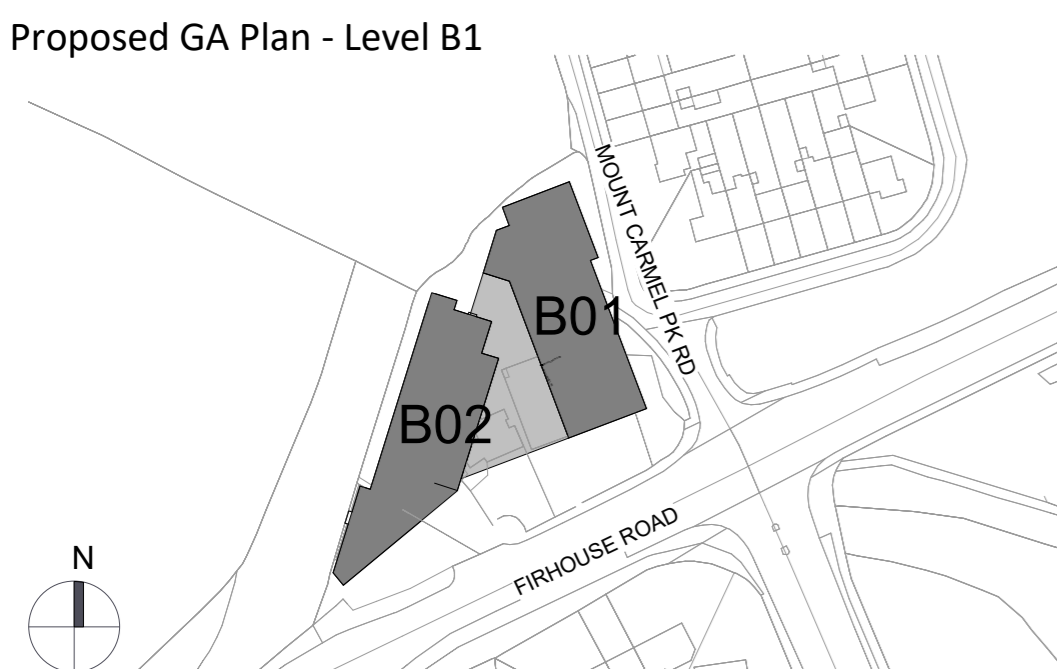 Proposed GA Plan - Level B1
MOUNT CARMEL PK RD
B01
B02
FIRHOUSE ROAD
N